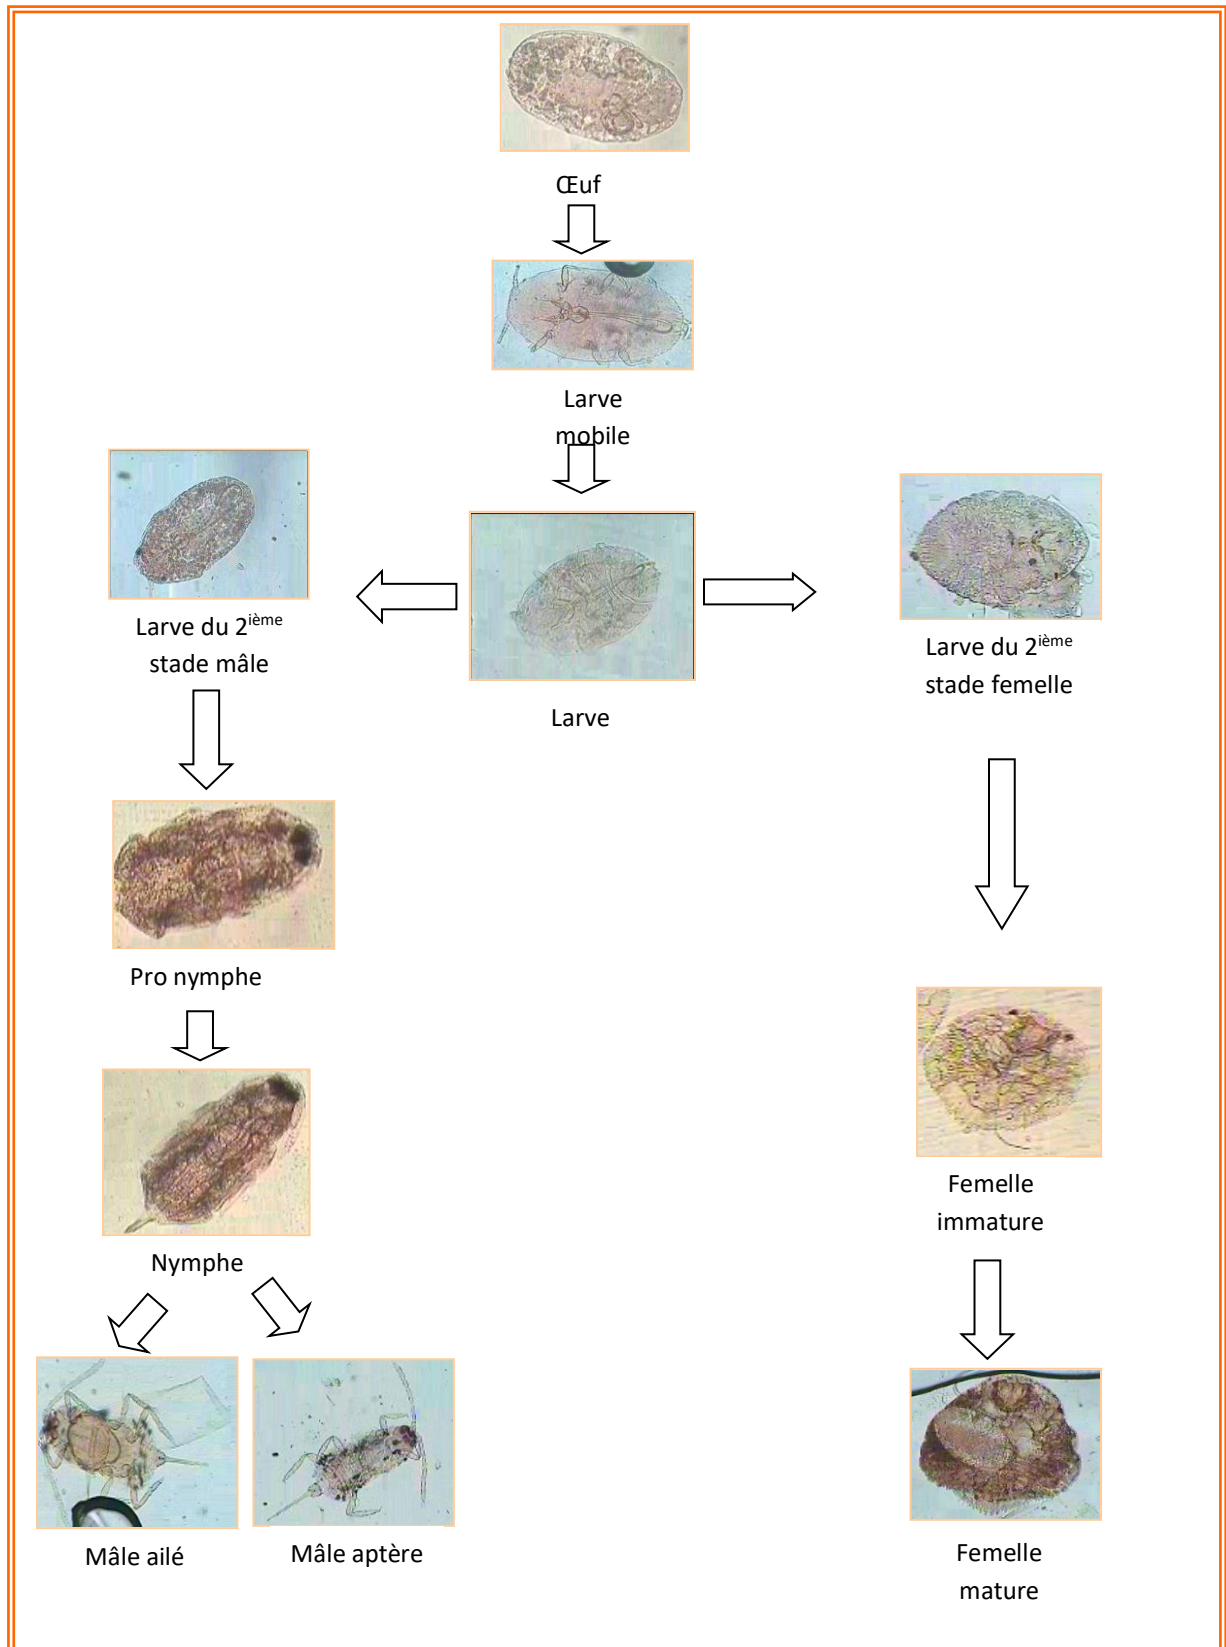 Œuf
Larve
mobile
Larve du 2ième
stade mâle
Larve
Larve du 2ième
stade femelle
Pro nymphe
Nymphe
Femelle
immature
Mâle ailé
Mâle aptère
Femelle
mature